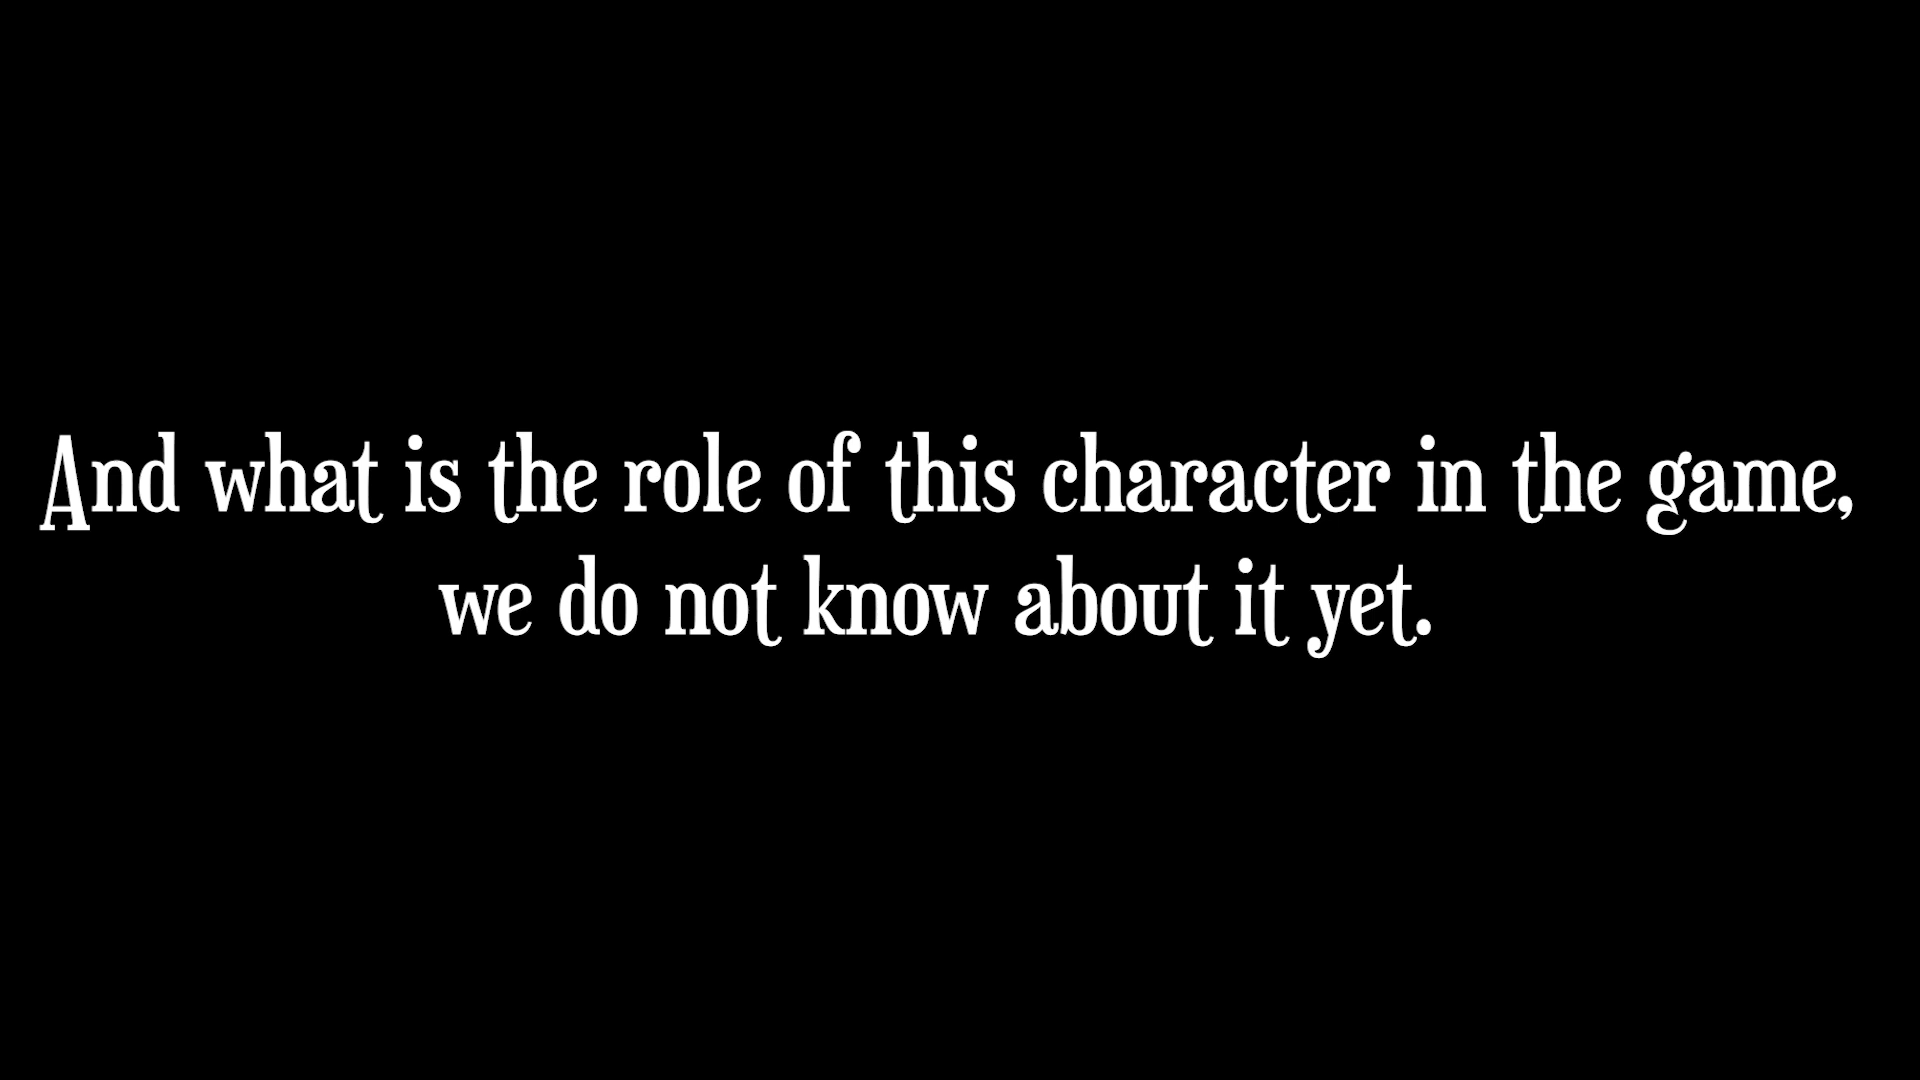 And what is the role of this character in the game,
we do not know about it yet.